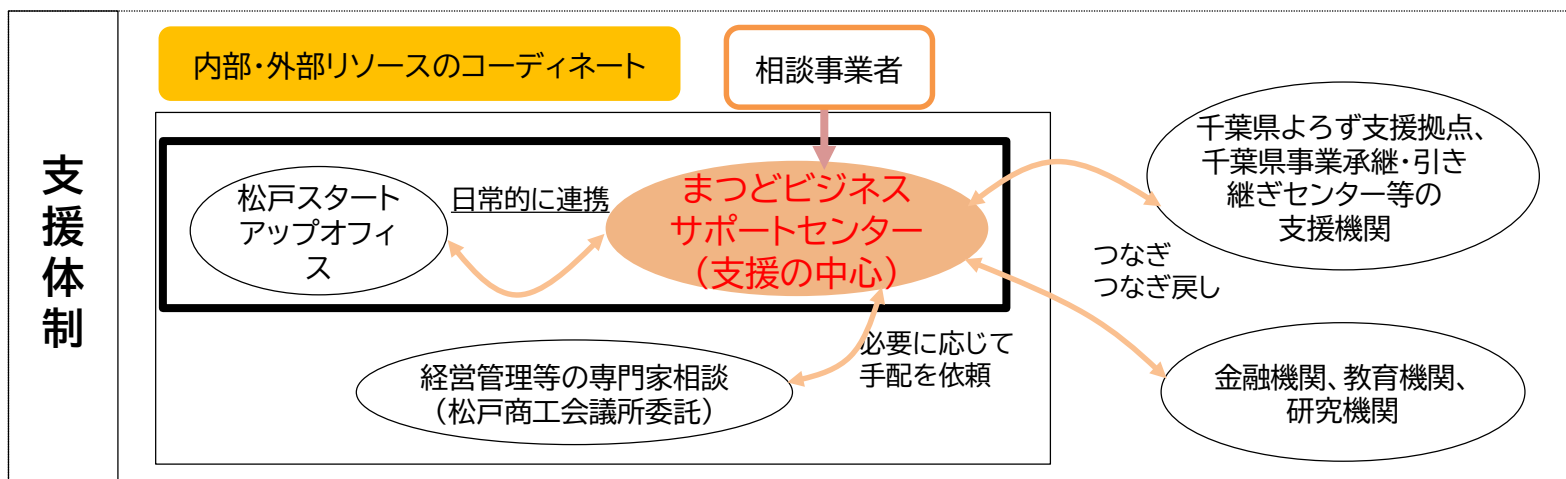 支援体制
内部・外部リソースのコーディネート
相談事業者
松戸スタート
アップオフィ
ス
日常的に連携
まつどビジネス
サポートセンター
（支援の中心）
千葉県よろず支援拠点、
千葉県事業承継・引き
継ぎセンター等の
支援機関
つなぎ
つなぎ戻し
必要に応じて
手配を依頼
経営管理等の専門家相談
（松戸商工会議所委託）
金融機関、教育機関、
研究機関